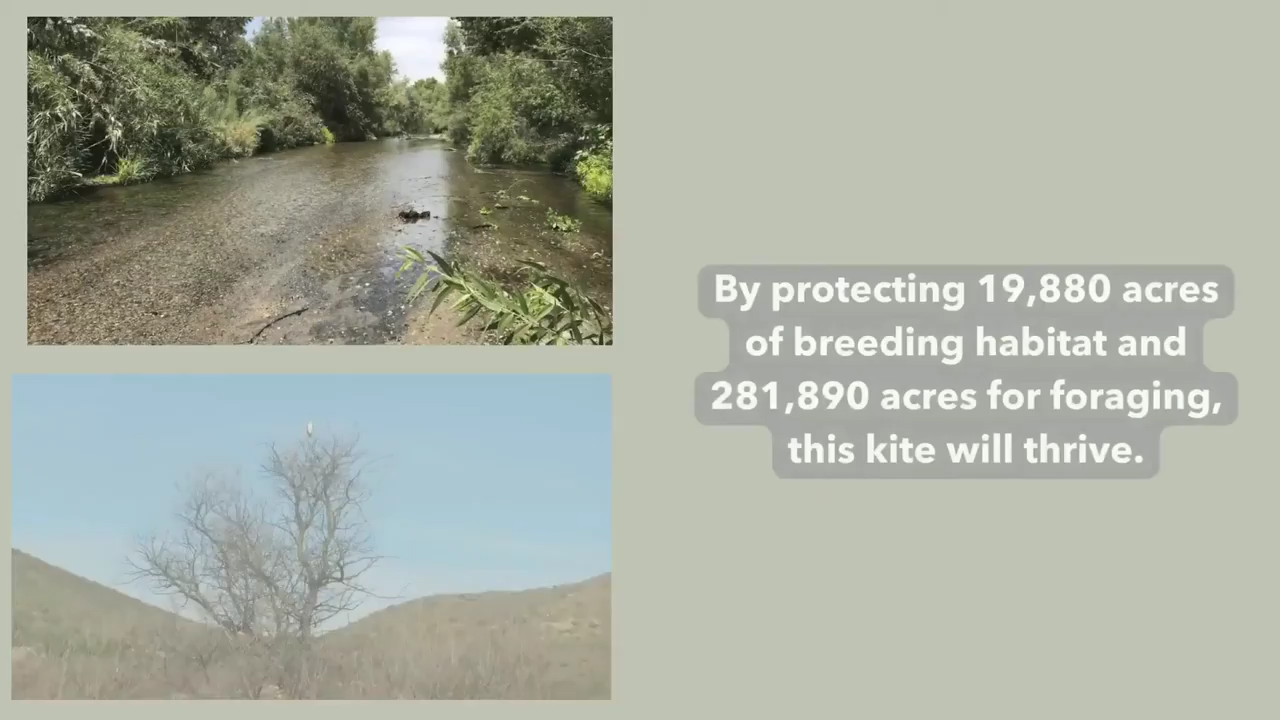 By protecting 19,880 acres
of breeding habitat and
281,890 acres for foraging,
this kite will thrive.